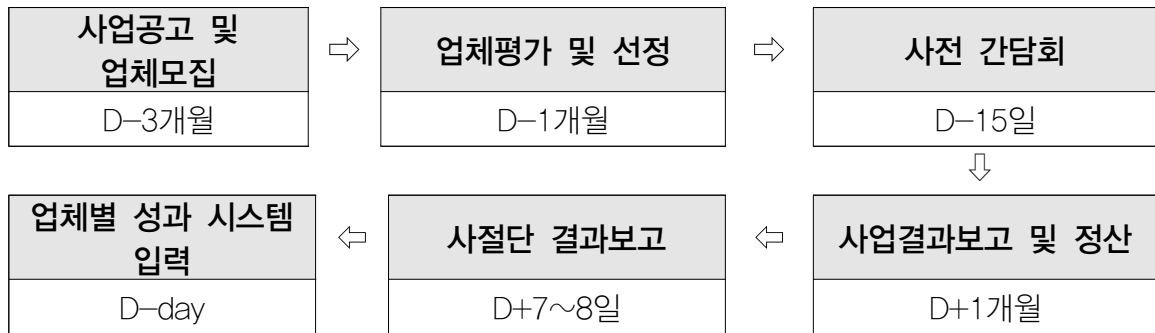 사업공고 및
업체모집
D-3개월
⇨
업체평가 및 선정
D-1개월
⇨
사전 간담회
D-15일
⇩
사업결과보고 및 정산
D+1개월
⇦
사절단 결과보고
D+7～8일
⇦
업체별 성과 시스템
입력
D-day